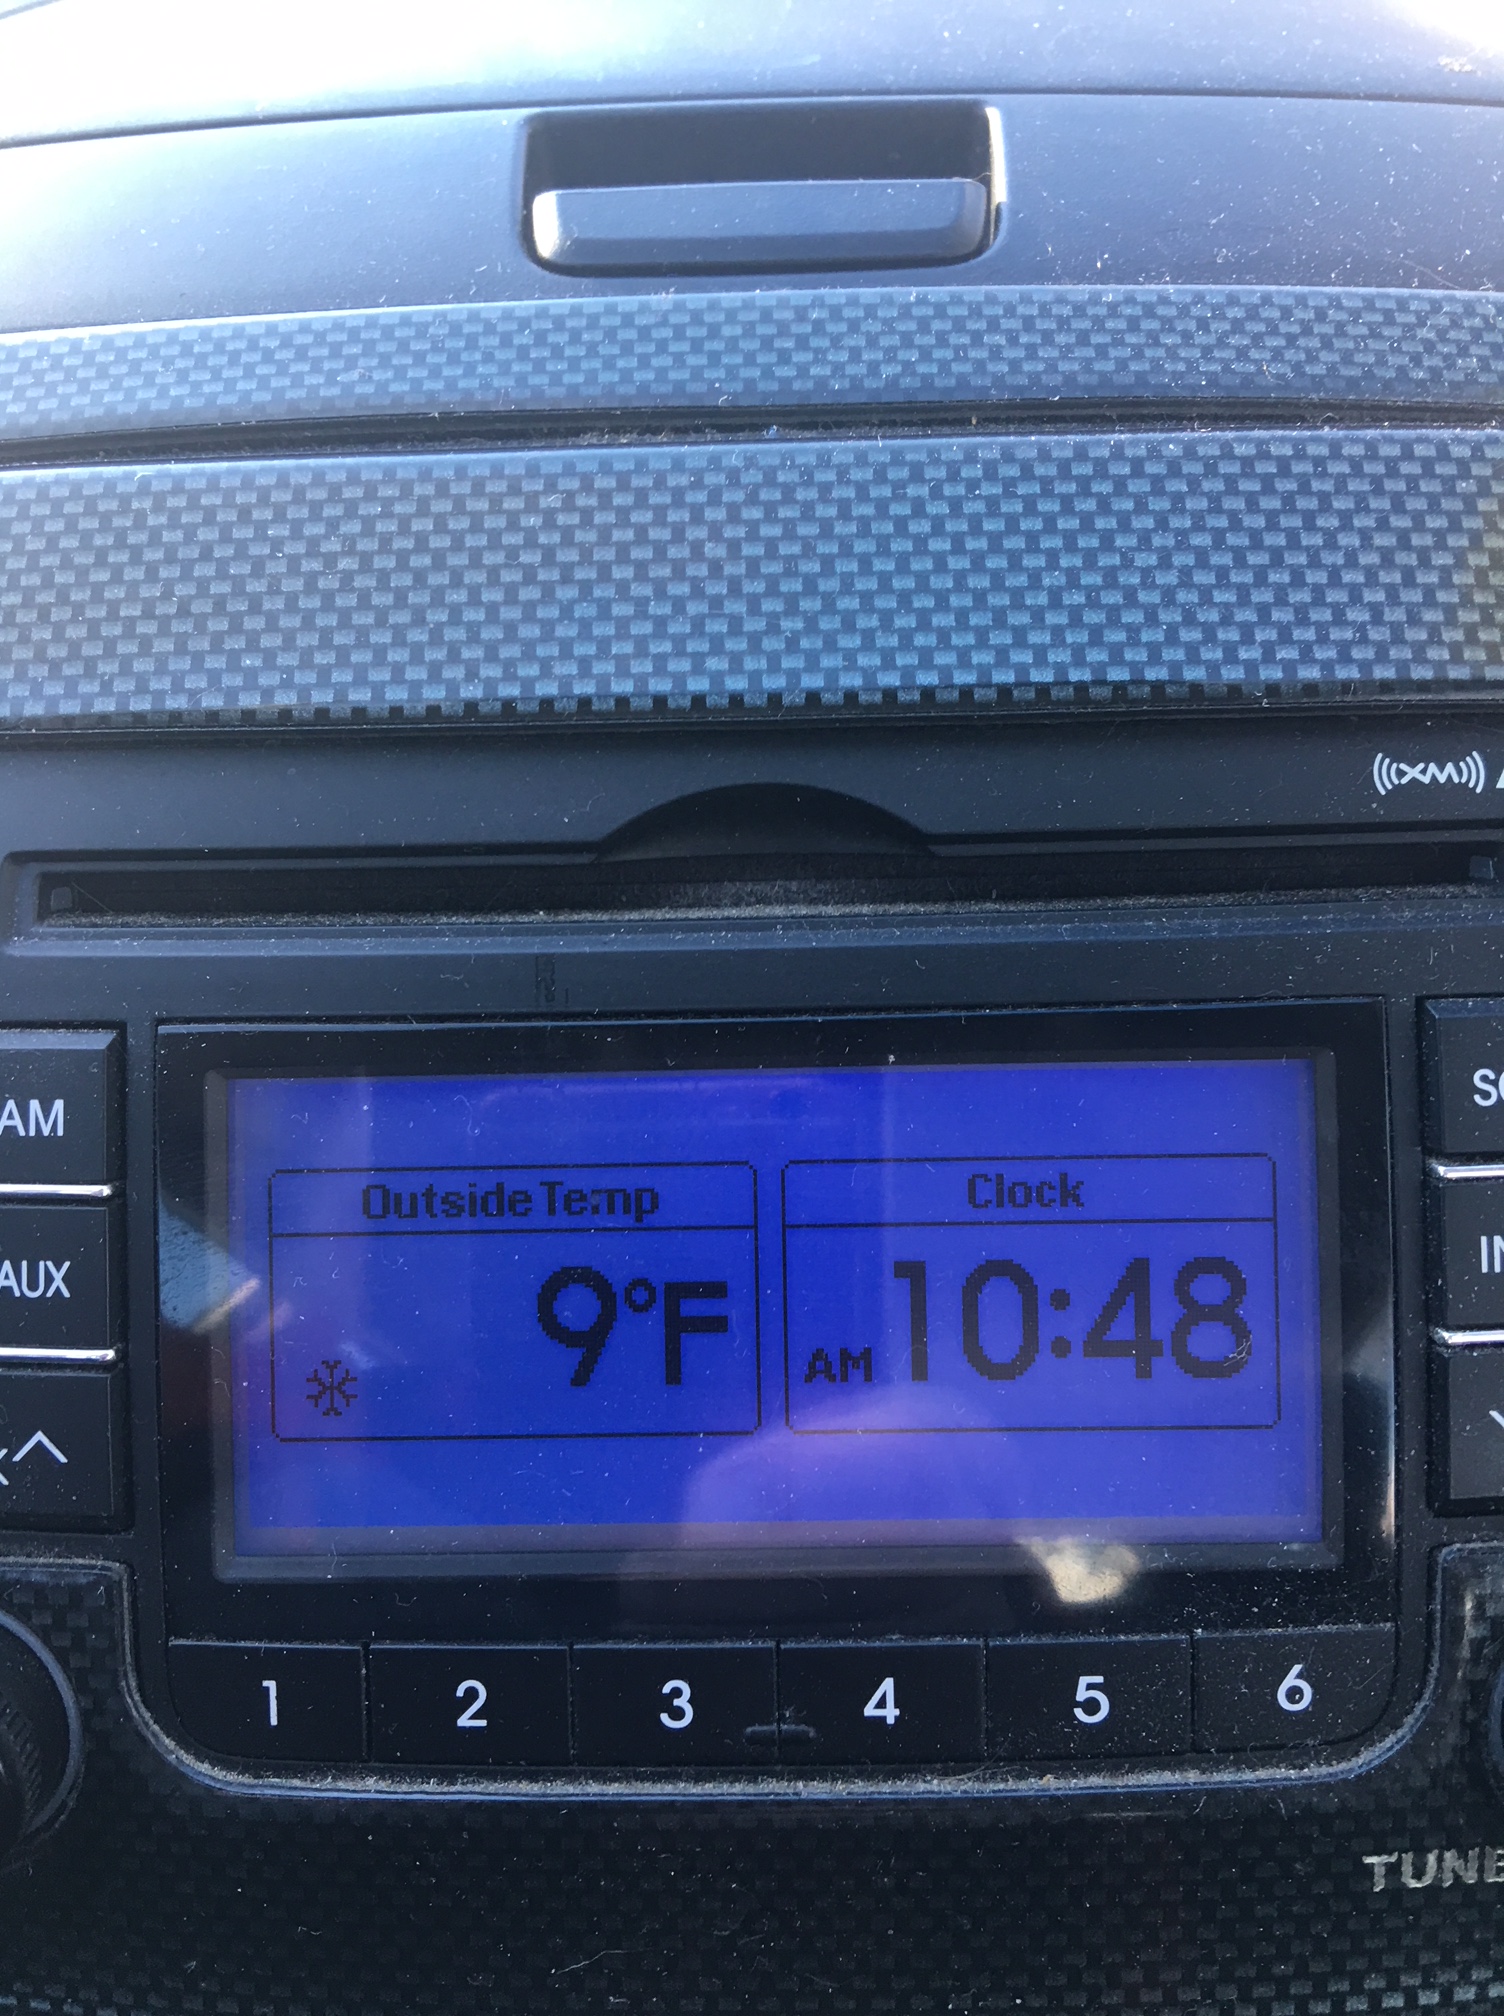 XM
AM
Outside Temp
Clock
9°F
AM 10:48
AUX
1 2 3 4 5 6
TUNE